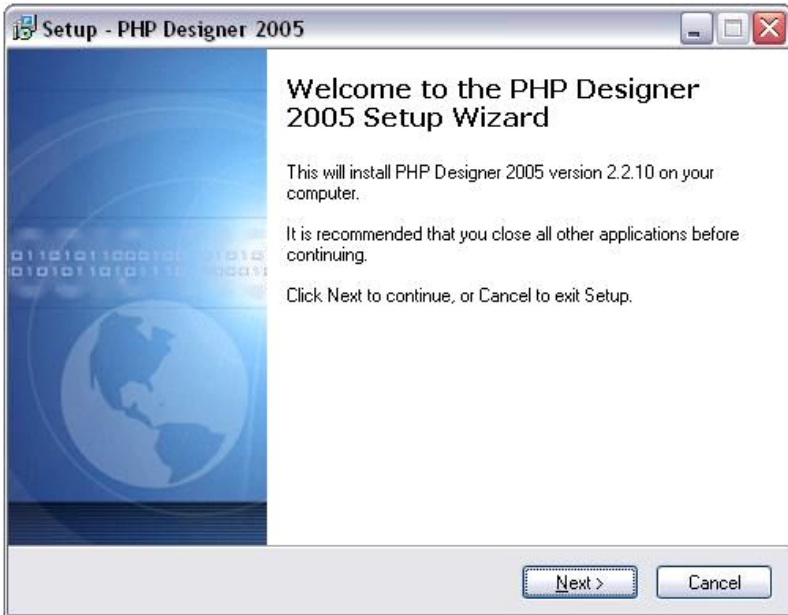 Setup - PHP Designer 2005
Welcome to the PHP Designer
2005 Setup Wizard
This will install PHP Designer 2005 version 2.2.10 on your
computer.
It is recommended that you close all other applications before
continuing.
Click Next to continue, or Cancel to exit Setup.
Next >
Cancel